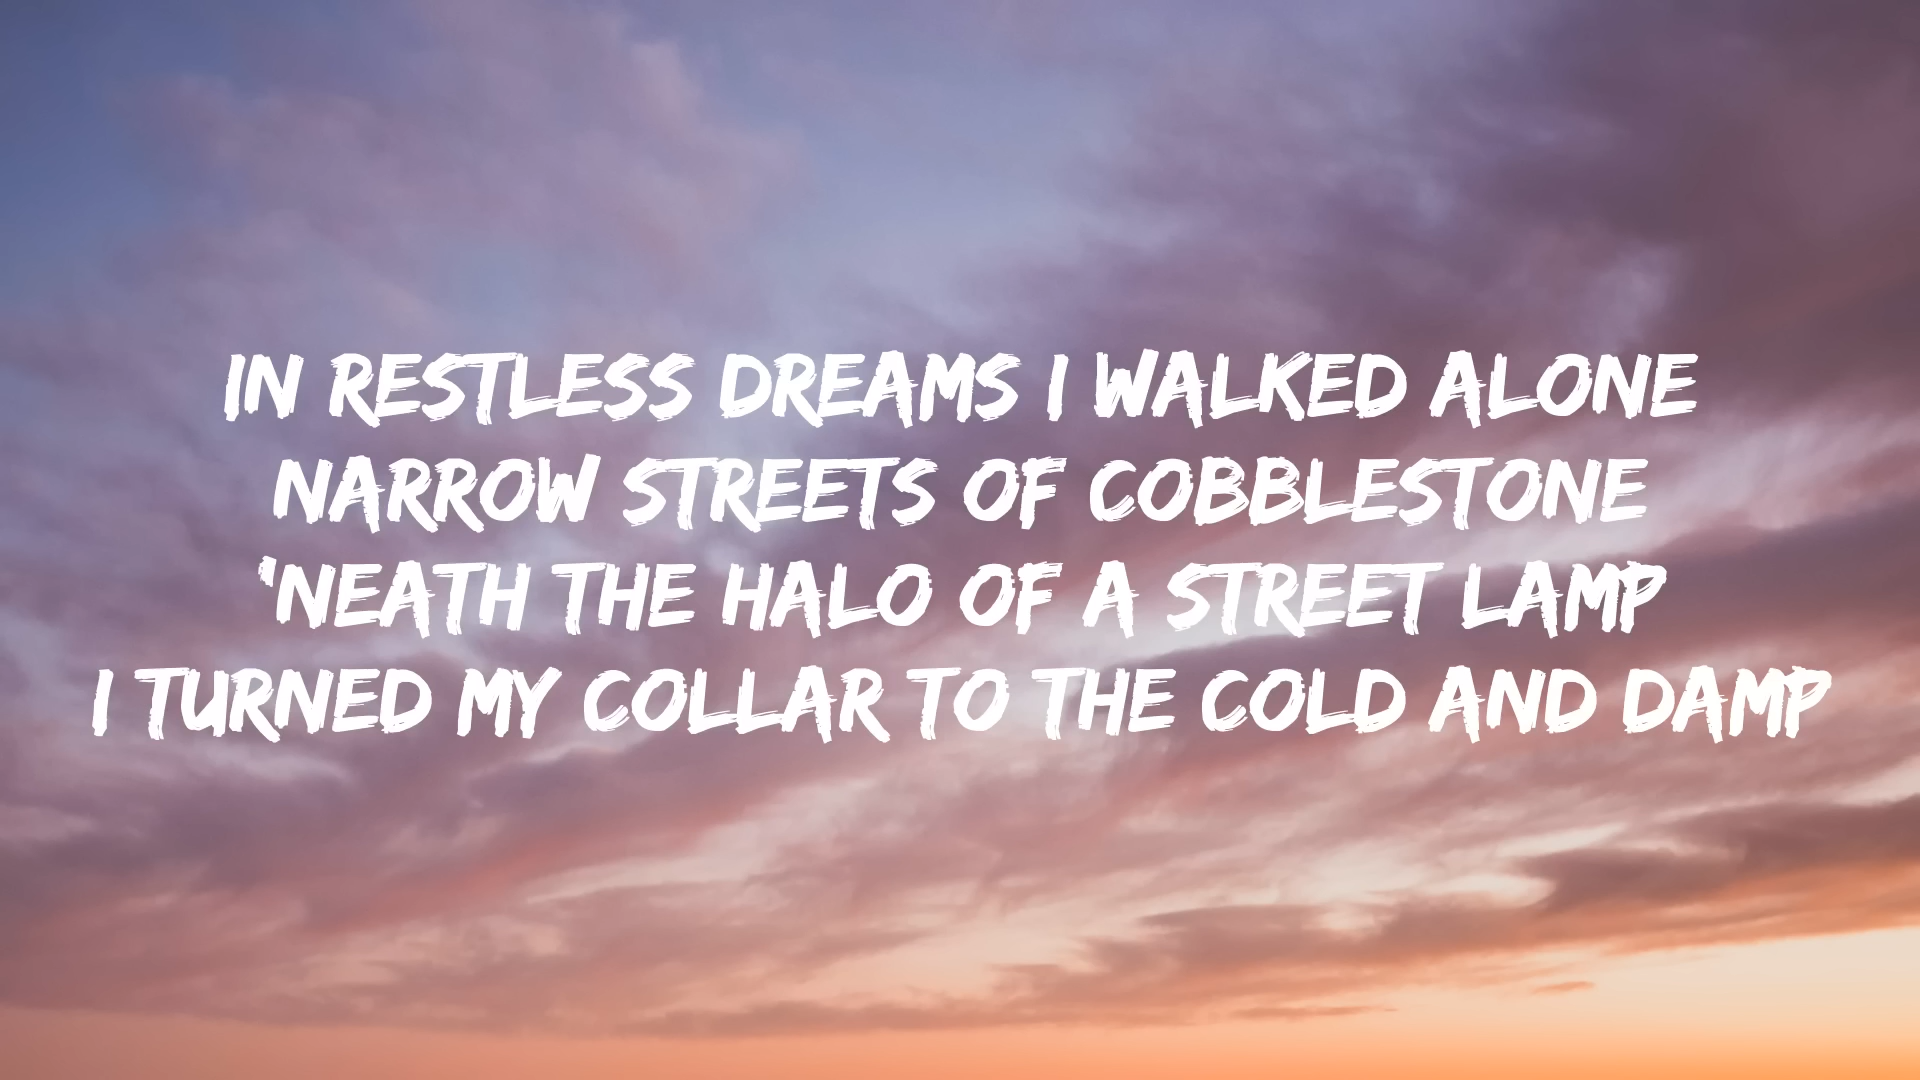 IN RESTLESS DREAMS I WALKED ALONE
NARROW STREETS OF COBBLESTONE
'NEATH THE HALO OF A STREET LAMP
I TURNED MY COLLAR TO THE COLD AND DAMP